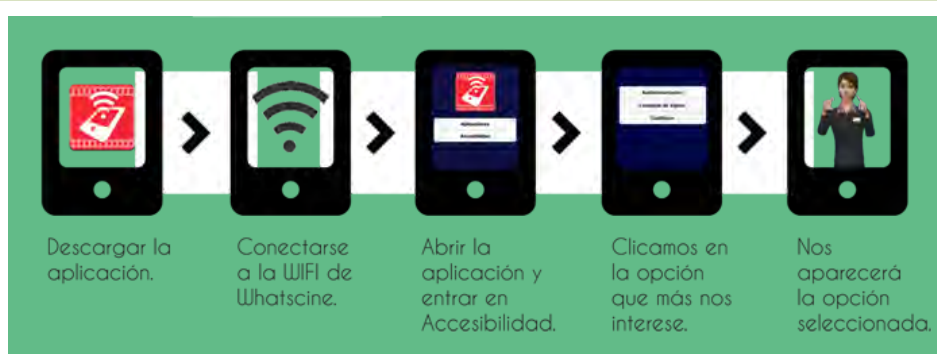 Descargar la
aplicación.
Conectarse
a la WIFI de
Whatscine.
Abrir la
aplicación y
entrar en
Accesibilidad.
Clicamos en
la opción
que más nos
interese.
Nos
aparecerá
la opción
seleccionada.